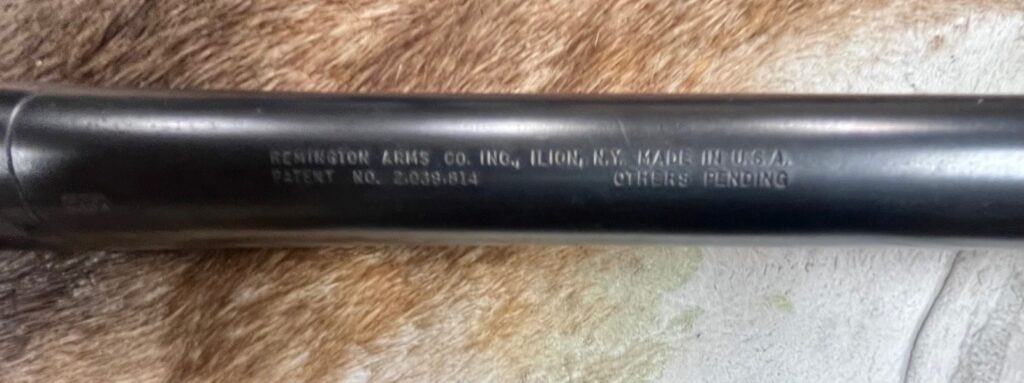 REMINGTON ARMS CO. INC., ILION, N.Y. MADE IN U.S.A.
PATENT NO. 2,039,814 OTHERS PENDING